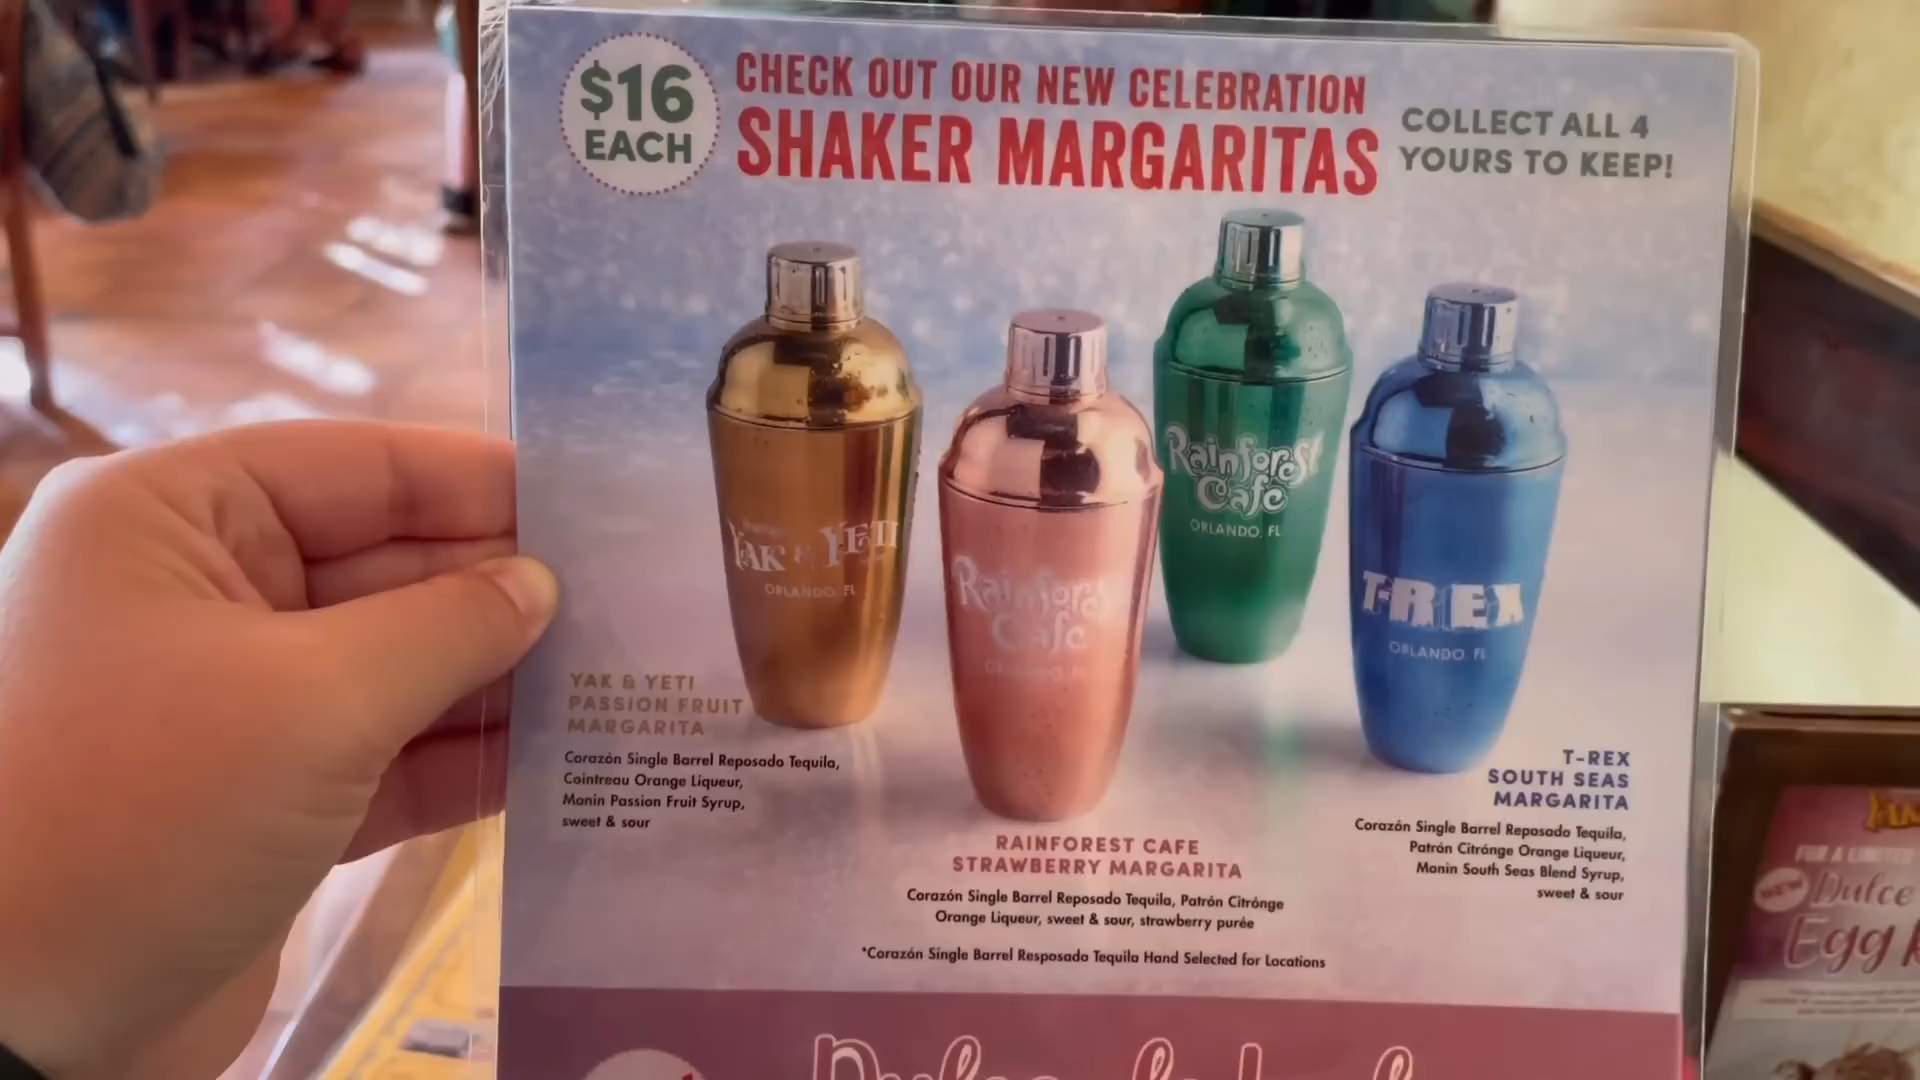 $16
EACH
CHECK OUT OUR NEW CELEBRATION
SHAKER MARGARITAS
COLLECT ALL 4
YOURS TO KEEP!
YAK & YETI
ORLANDO, FL
Rainforest
Cafe
ORLANDO, FL
Rainforest
Cafe
ORLANDO, FL
T-REX
ORLANDO, FL
YAK & YETI
PASSION FRUIT
MARGARITA
Corazón Single Barrel Reposado Tequila,
Cointreau Orange Liqueur,
Monin Passion Fruit Syrup,
sweet & sour
RAINFOREST CAFE
STRAWBERRY MARGARITA
Corazón Single Barrel Reposado Tequila, Patrón Citrónge
Orange Liqueur, sweet & sour, strawberry purée
T-REX
SOUTH SEAS
MARGARITA
Corazón Single Barrel Reposado Tequila,
Patrón Citrónge Orange Liqueur,
Monin South Seas Blend Syrup,
sweet & sour
*Corazón Single Barrel Resposado Tequila Hand Selected for Locations
FOR A LIMITED
NEW
Dulce
Egg